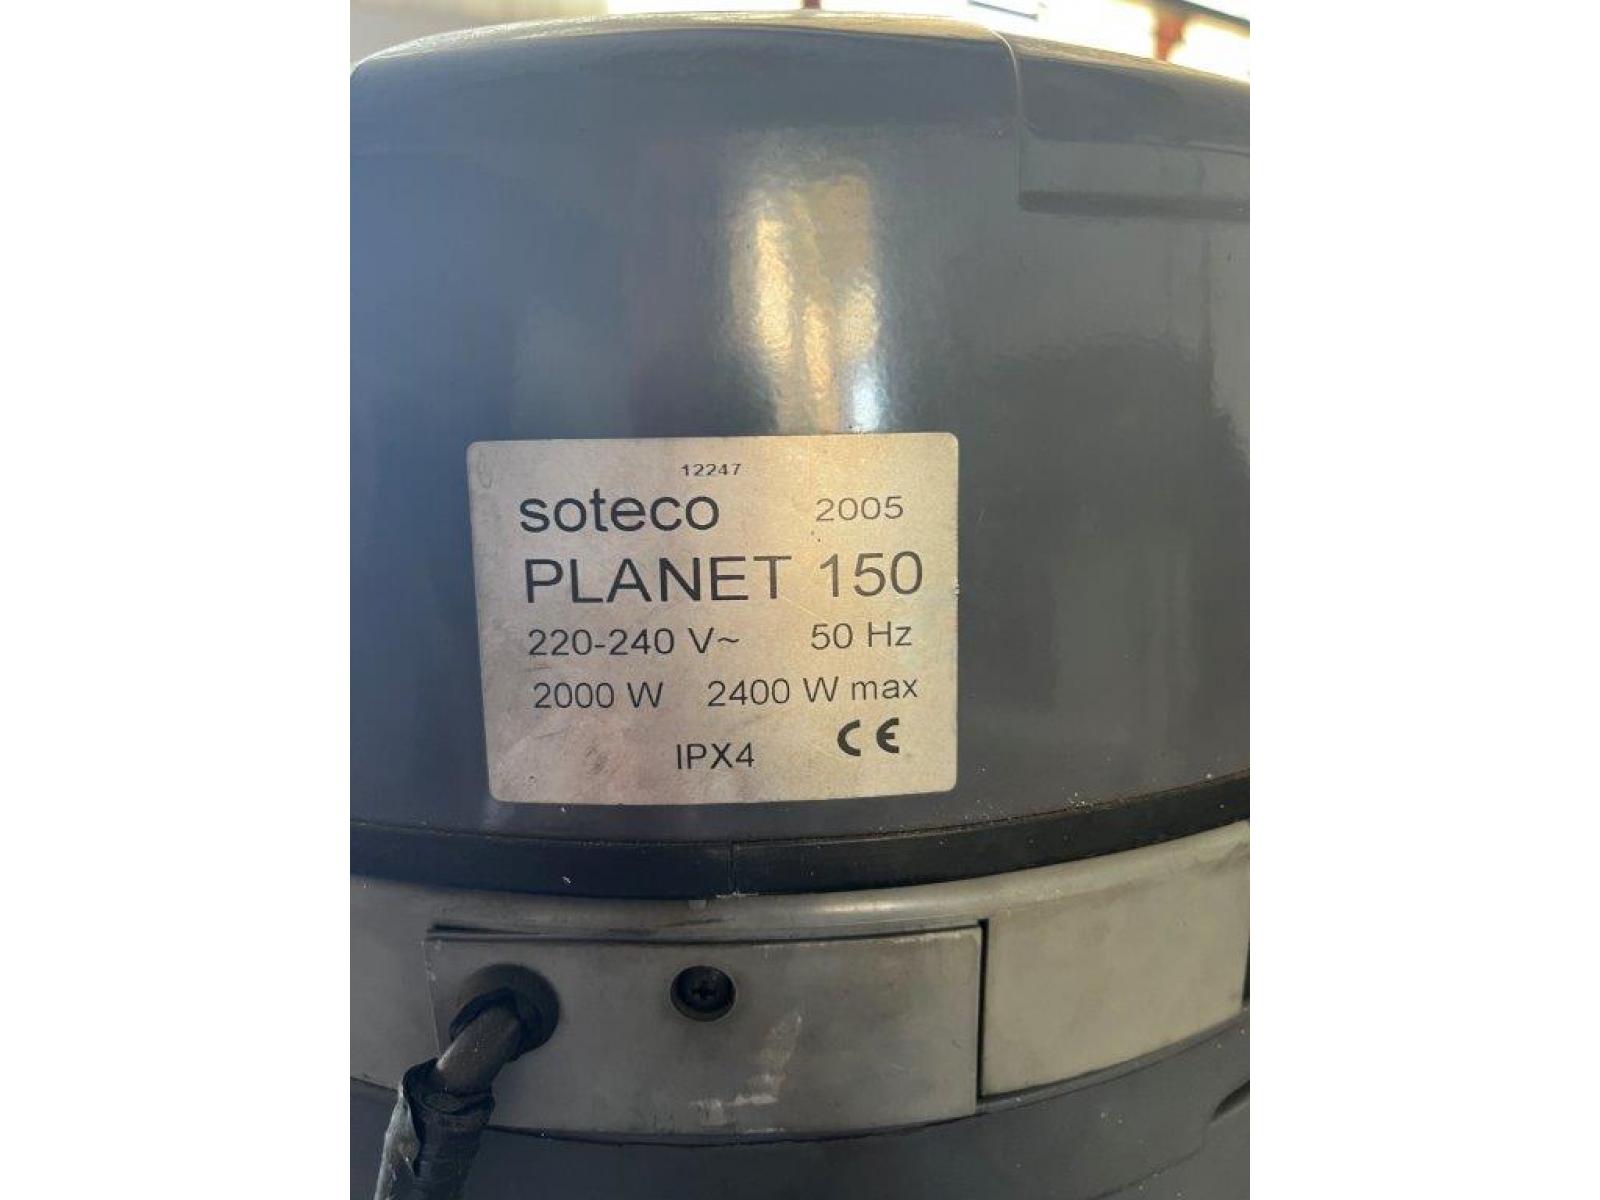 12247
soteco 2005
PLANET 150
220-240 V~ 50 Hz
2000 W 2400 W max
IPX4 CE